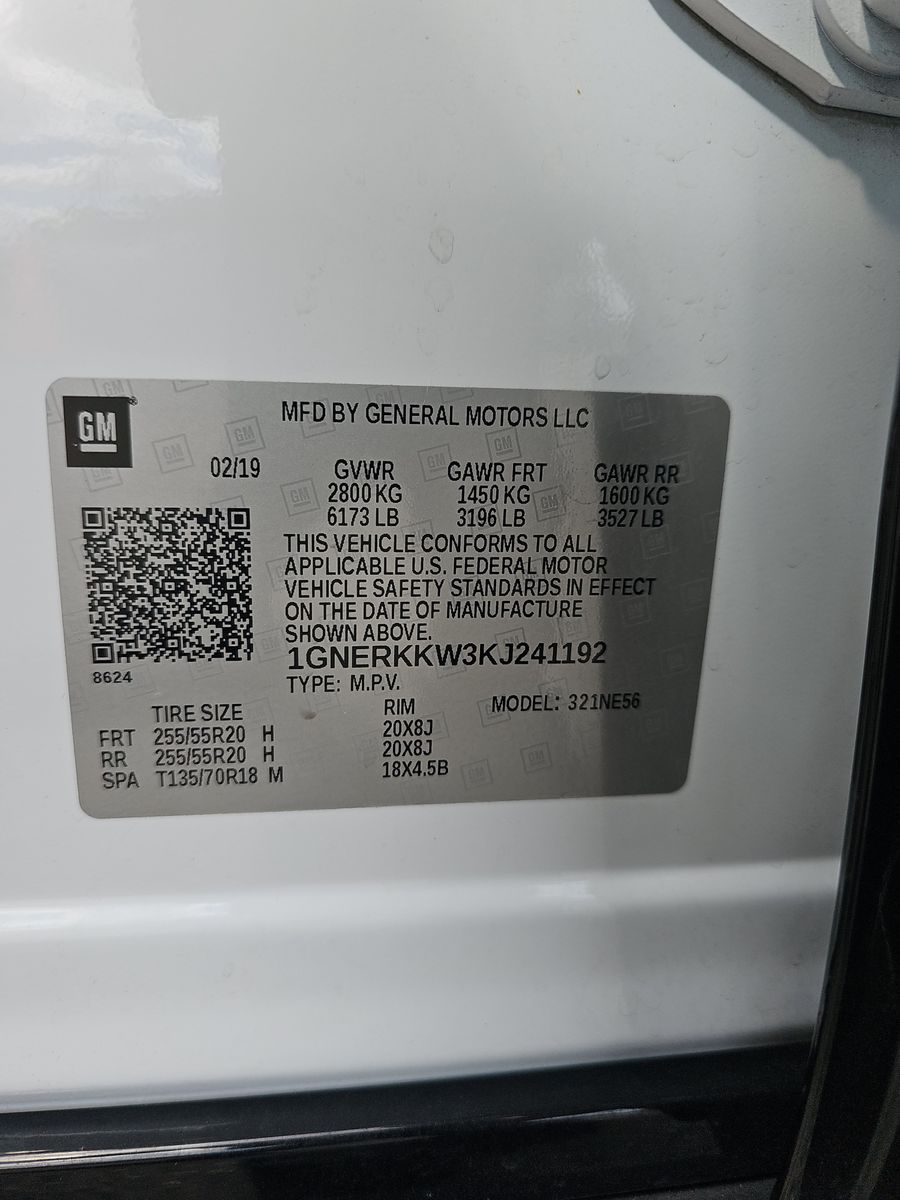 GM
MFD BY GENERAL MOTORS LLC
02/19
GVWR GAWR FRT GAWR RR
2800 KG 1450 KG 1600 KG
6173 LB 3196 LB 3527 LB
THIS VEHICLE CONFORMS TO ALL
APPLICABLE U.S. FEDERAL MOTOR
VEHICLE SAFETY STANDARDS IN EFFECT
ON THE DATE OF MANUFACTURE
SHOWN ABOVE.
1GNERKKW3KJ241192
8624
TYPE: M.P.V. MODEL: 321NE56
TIRE SIZE RIM
FRT 255/55R20 H 20X8J
RR 255/55R20 H 20X8J
SPA T135/70R18 M 18X4.5B